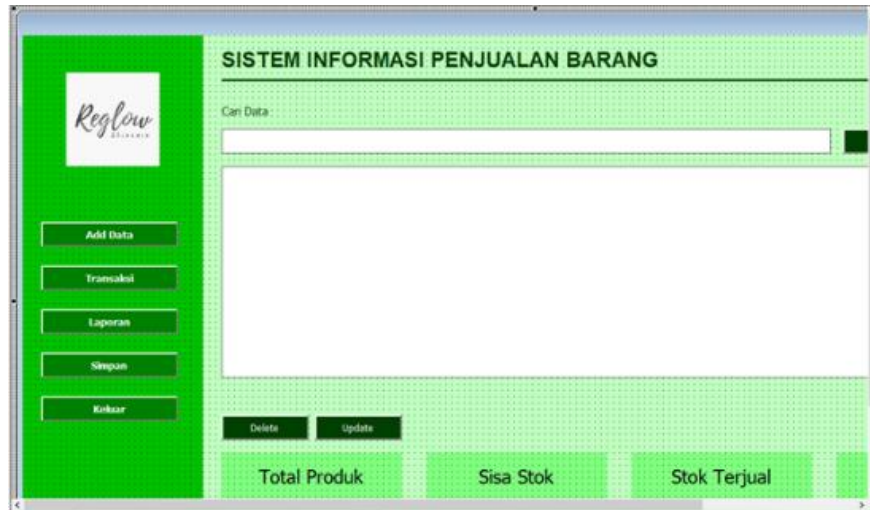 SISTEM INFORMASI PENJUALAN BARANG
Reglow
Cari Data
Add Data
Transaksi
Laporan
Simpan
Keluar
Delete
Update
Total Produk
Sisa Stok
Stok Terjual